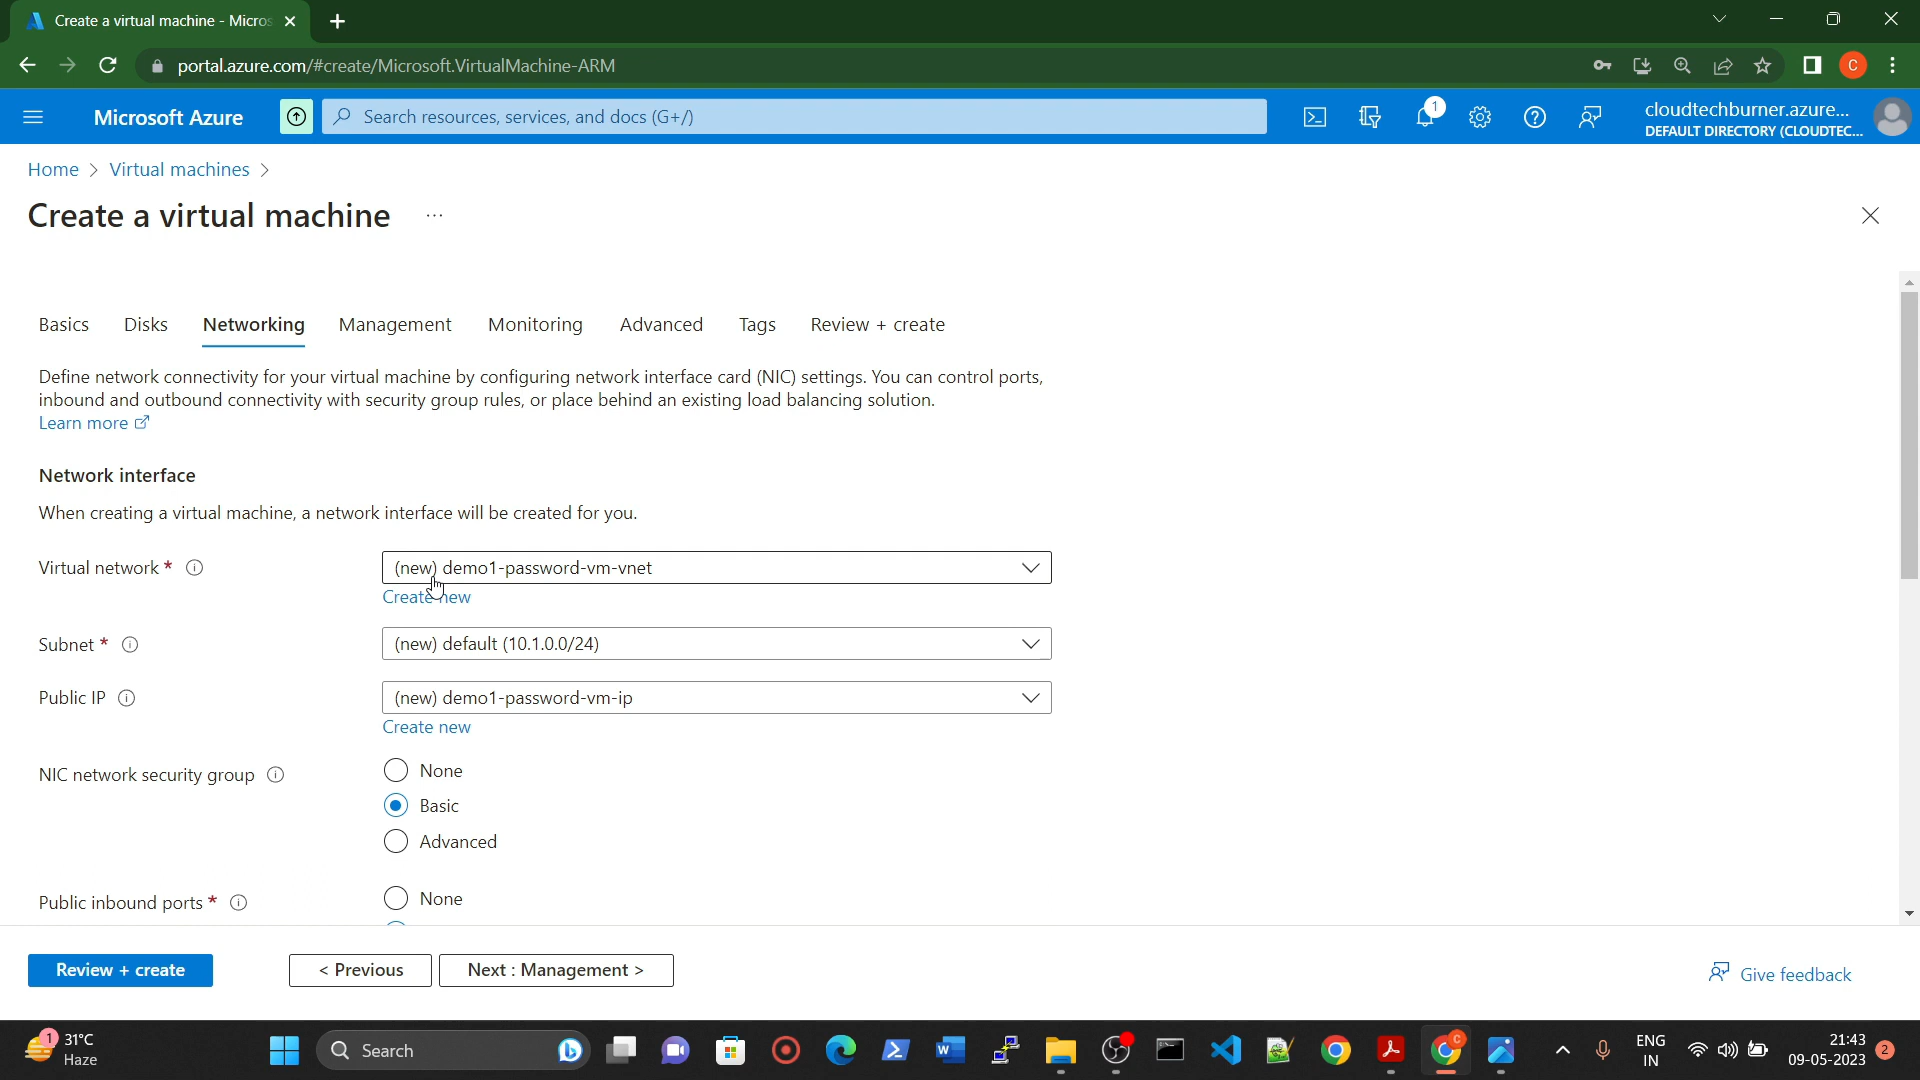 Create a virtual machine - Micros
portal.azure.com/#create/Microsoft.VirtualMachine-ARM
C
Microsoft Azure
Search resources, services, and docs (G+/)
1
cloudtechburner.azure...
DEFAULT DIRECTORY (CLOUDTEC...
Home > Virtual machines >
Create a virtual machine ...
Basics Disks Networking Management Monitoring Advanced Tags Review + create
Define network connectivity for your virtual machine by configuring network interface card (NIC) settings. You can control ports,
inbound and outbound connectivity with security group rules, or place behind an existing load balancing solution.
Learn more
Network interface
When creating a virtual machine, a network interface will be created for you.
Virtual network * (new) demo1-password-vm-vnet
Create new
Subnet * (new) default (10.1.0.0/24)
Public IP (new) demo1-password-vm-ip
Create new
NIC network security group None
Basic
Advanced
Public inbound ports * None
Review + create < Previous Next : Management > Give feedback
1 31°C
Haze
Search
C
ENG
IN
21:43
09-05-2023
2